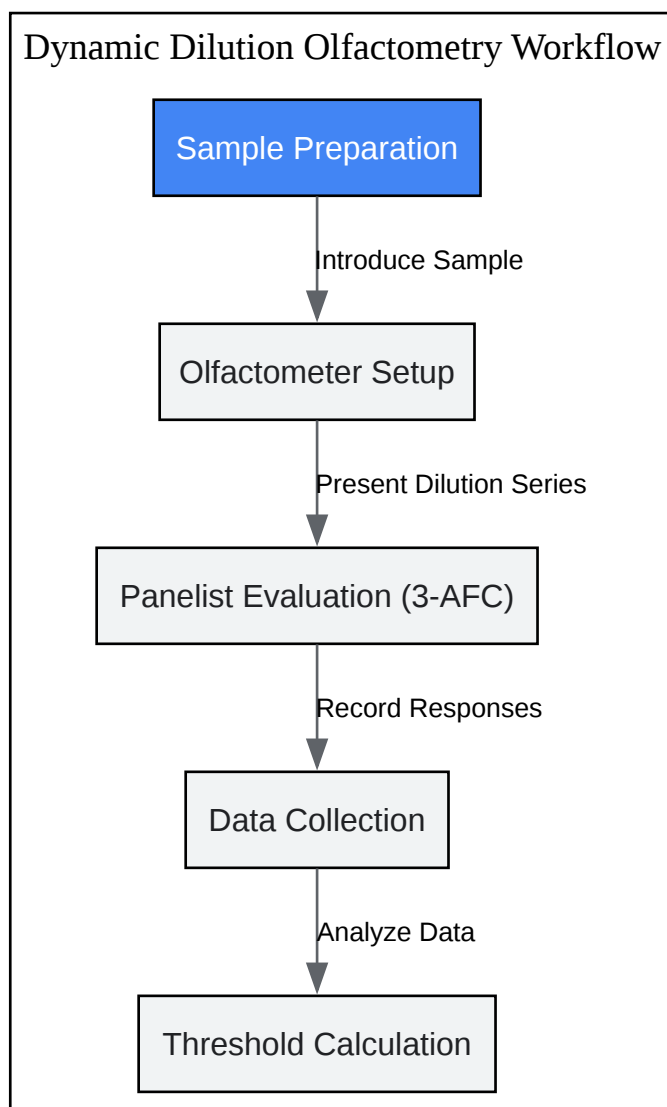 Dynamic Dilution Olfactometry Workflow
Sample Preparation
Introduce Sample
Olfactometer Setup
Present Dilution Series
Panelist Evaluation (3-AFC)
Record Responses
Data Collection
Analyze Data
Threshold Calculation